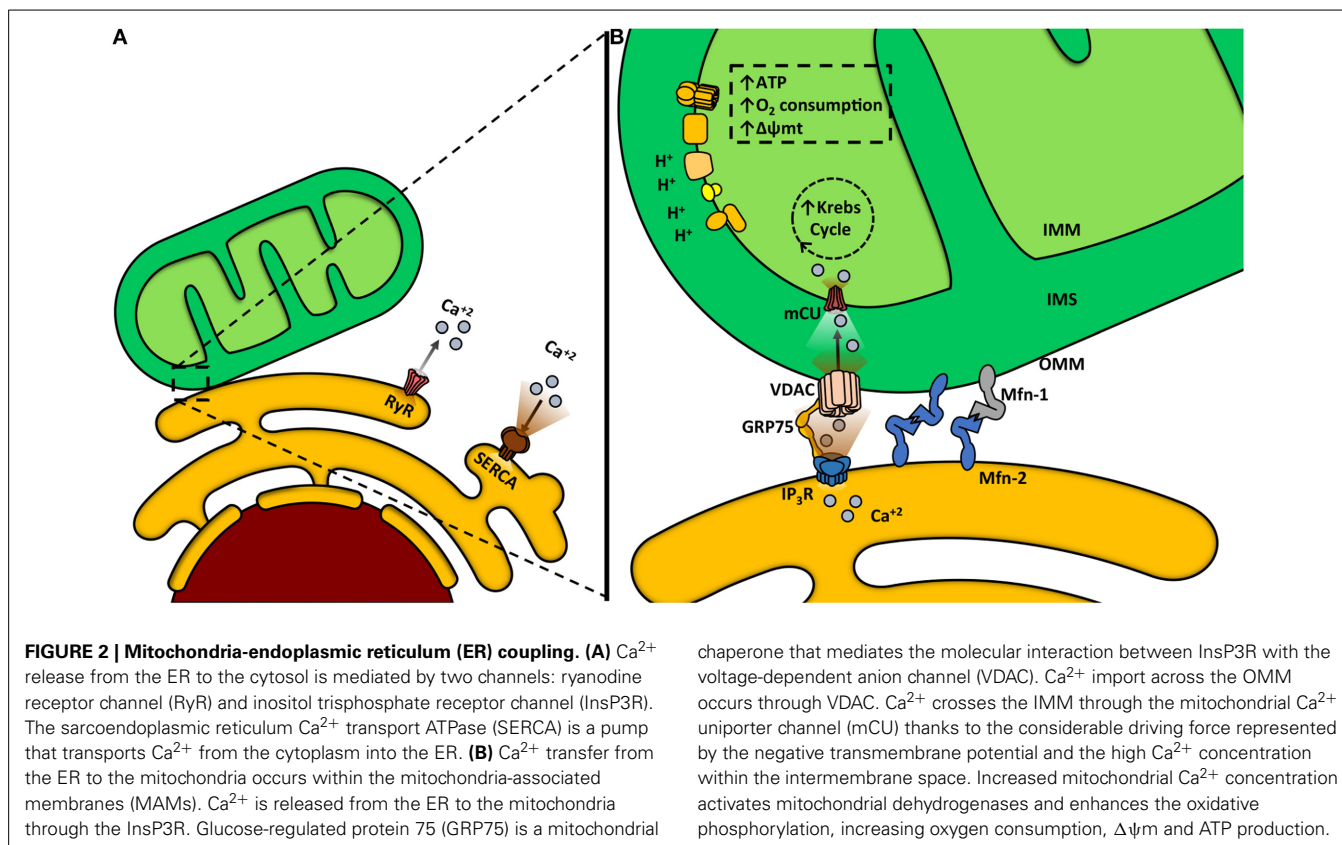 A
B
Ca⁺²
Ca⁺²
RyR
SERCA
↑ATP
↑O₂ consumption
↑Δψmt
H⁺
H⁺
H⁺
H⁺
↑Krebs
Cycle
IMM
mCU
IMS
OMM
VDAC
Mfn-1
GRP75
Mfn-2
IP₃R
Ca⁺²
FIGURE 2 | Mitochondria-endoplasmic reticulum (ER) coupling. (A) Ca²⁺
release from the ER to the cytosol is mediated by two channels: ryanodine
receptor channel (RyR) and inositol trisphosphate receptor channel (InsP3R).
The sarcoendoplasmic reticulum Ca²⁺ transport ATPase (SERCA) is a pump
that transports Ca²⁺ from the cytoplasm into the ER. (B) Ca²⁺ transfer from
the ER to the mitochondria occurs within the mitochondria-associated
membranes (MAMs). Ca²⁺ is released from the ER to the mitochondria
through the InsP3R. Glucose-regulated protein 75 (GRP75) is a mitochondrial
chaperone that mediates the molecular interaction between InsP3R with the
voltage-dependent anion channel (VDAC). Ca²⁺ import across the OMM
occurs through VDAC. Ca²⁺ crosses the IMM through the mitochondrial Ca²⁺
uniporter channel (mCU) thanks to the considerable driving force represented
by the negative transmembrane potential and the high Ca²⁺ concentration
within the intermembrane space. Increased mitochondrial Ca²⁺ concentration
activates mitochondrial dehydrogenases and enhances the oxidative
phosphorylation, increasing oxygen consumption, Δψm and ATP production.